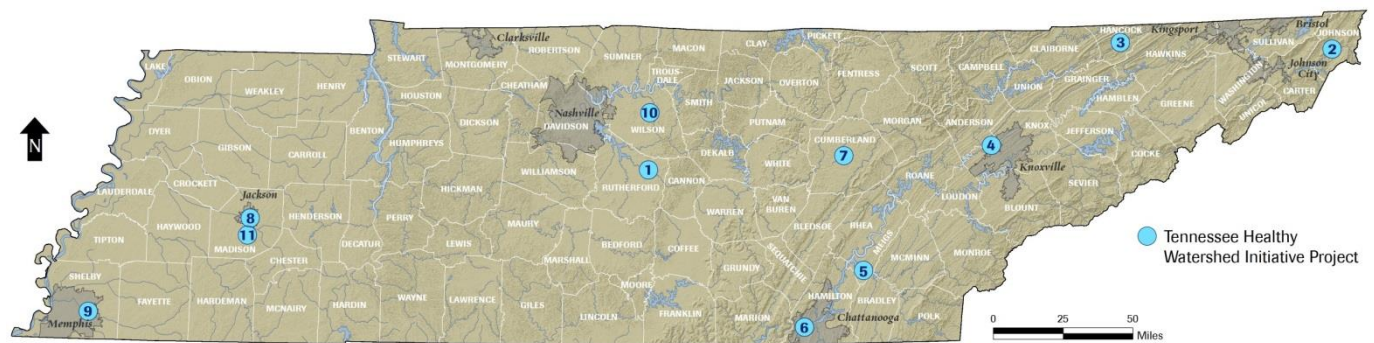 Clarksville
Kingsport
Bristol
LAKE
OBION
WEAKLEY
HENRY
STEWART
MONTGOMERY
ROBERTSON
SUMNER
MACON
CLAY
PICKETT
CLAIBORNE
HANCOCK
3
HAWKINS
SULLIVAN
JOHNSON
2
Johnson
City
CARTER
WASHINGTON
UNICOI
HOUSTON
CHEATHAM
TROUS-
DALE
JACKSON
OVERTON
FENTRESS
SCOTT
CAMPBELL
UNION
GRAINGER
HAMBLEN
GREENE
N
DYER
GIBSON
CARROLL
BENTON
HUMPHREYS
DICKSON
Nashville
DAVIDSON
10
WILSON
SMITH
PUTNAM
CUMBERLAND
7
MORGAN
ANDERSON
KNOX
JEFFERSON
4
Knoxville
COCKE
SEVIER
LAUDERDALE
CROCKETT
Jackson
8
11
MADISON
HENDERSON
HICKMAN
WILLIAMSON
1
RUTHERFORD
CANNON
DEKALB
WHITE
VAN
BUREN
ROANE
LOUDON
BLOUNT
TIPTON
HAYWOOD
CHESTER
DECATUR
PERRY
LEWIS
MAURY
BEDFORD
COFFEE
WARREN
BLEDSOE
RHEA
MEIGS
MCMINN
MONROE
Tennessee Healthy
Watershed Initiative Project
SHELBY
FAYETTE
HARDEMAN
MCNAIRY
HARDIN
WAYNE
LAWRENCE
GILES
MARSHALL
LINCOLN
MOORE
FRANKLIN
GRUNDY
SEQUATCHIE
MARION
HAMILTON
5
BRADLEY
POLK
9
Memphis
6
Chattanooga
0 25 50
Miles